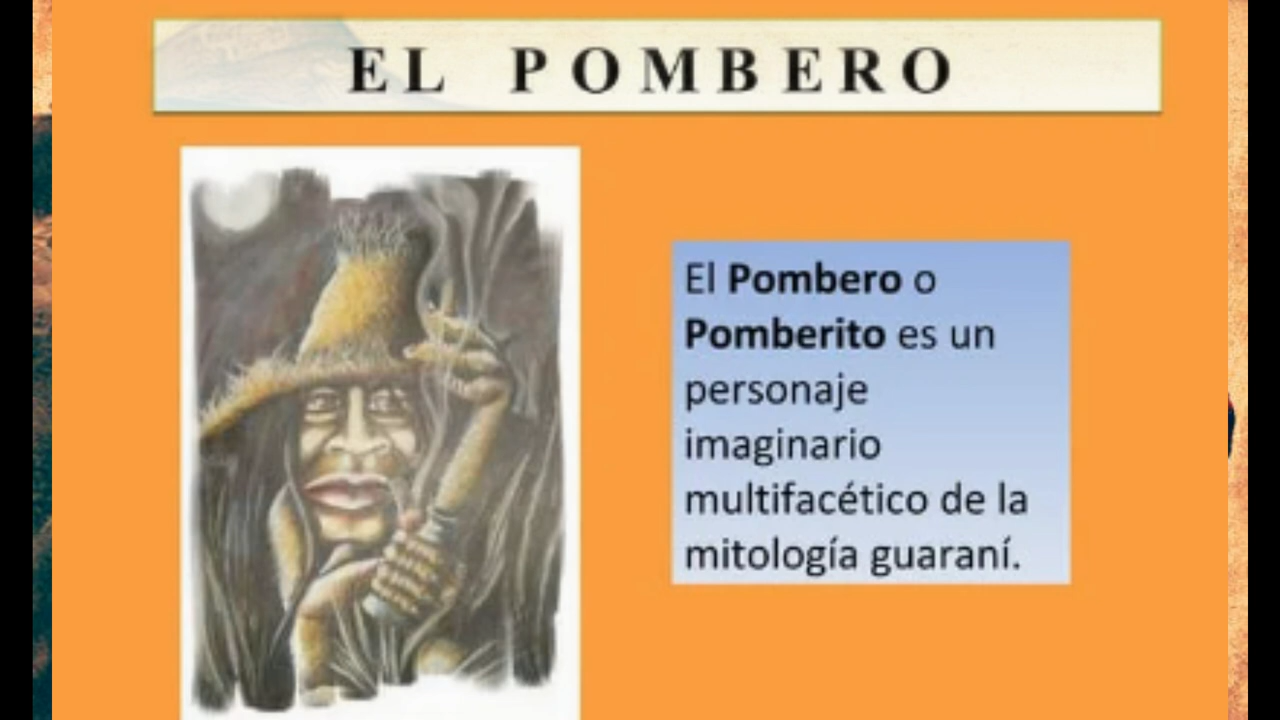 EL POMBERO
El Pombero o
Pomberito es un
personaje
imaginario
multifacético de la
mitología guaraní.